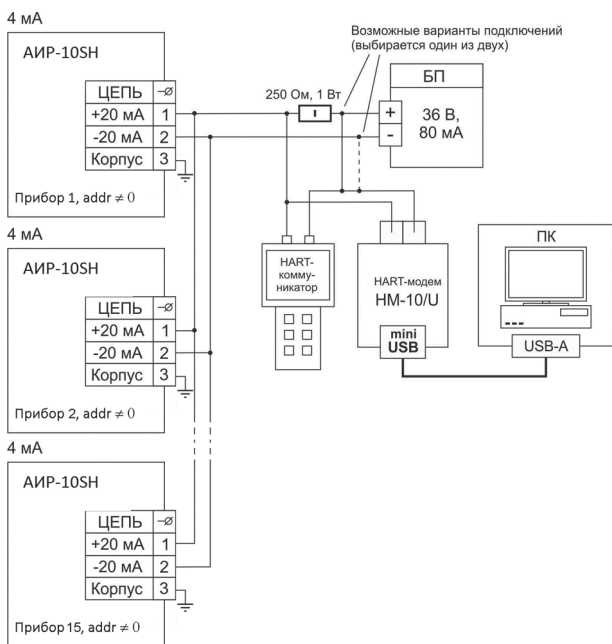 4 мА
АИР-10SH
ЦЕПЬ
+20 мА 1
-20 мА 2
Корпус 3
Прибор 1, addr ≠ 0
4 мА
АИР-10SH
ЦЕПЬ
+20 мА 1
-20 мА 2
Корпус 3
Прибор 2, addr ≠ 0
4 мА
АИР-10SH
ЦЕПЬ
+20 мА 1
-20 мА 2
Корпус 3
Прибор 15, addr ≠ 0
Возможные варианты подключений
(выбирается один из двух)
250 Ом, 1 Вт
БП
+
-
36 В,
80 мА
HART-
комму-
никатор
HART-модем
HM-10/U
mini
USB
ПК
USB-A